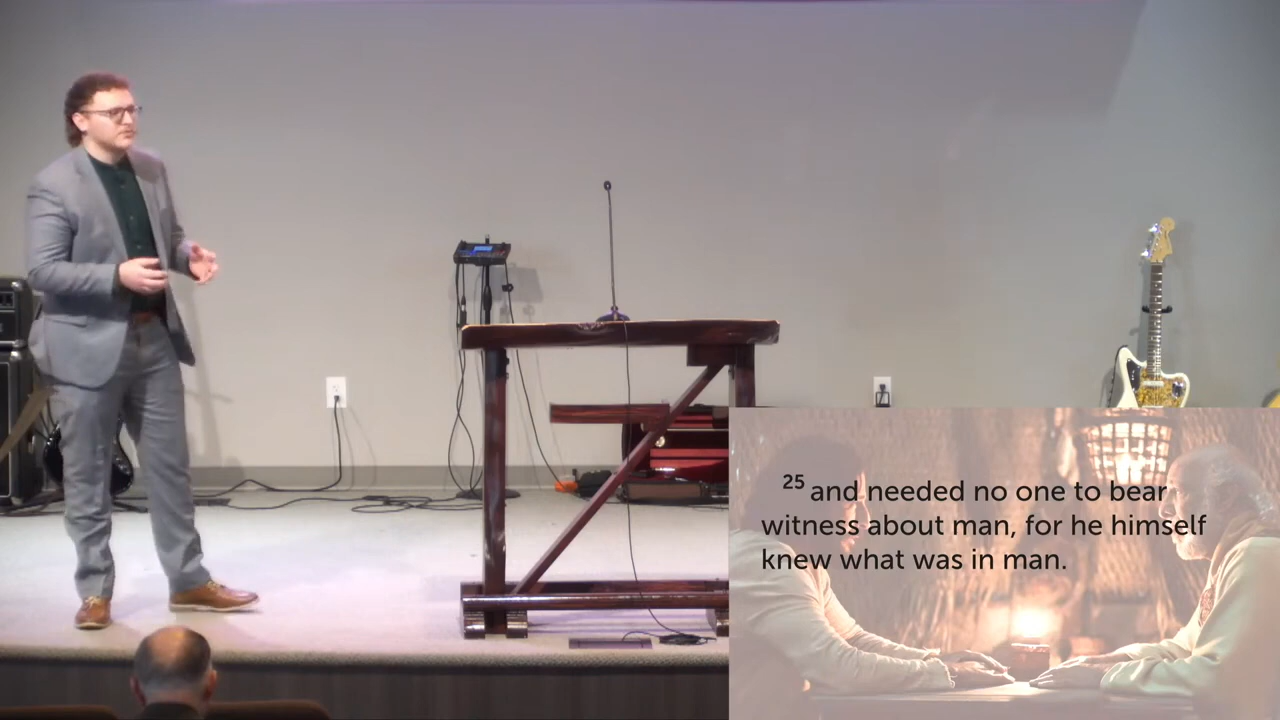 25 and needed no one to bear
witness about man, for he himself
knew what was in man.